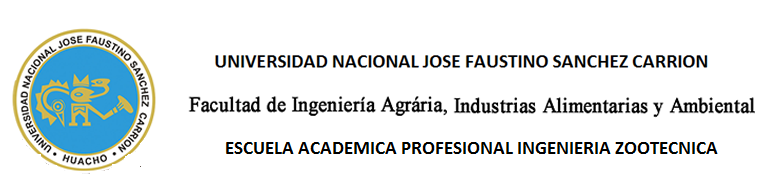 UNIVERSIDAD NACIONAL JOSE FAUSTINO SANCHEZ CARRION
HUACHO
UNIVERSIDAD NACIONAL JOSE FAUSTINO SANCHEZ CARRION
Facultad de Ingeniería Agrária, Industrias Alimentarias y Ambiental
ESCUELA ACADEMICA PROFESIONAL INGENIERIA ZOOTECNICA